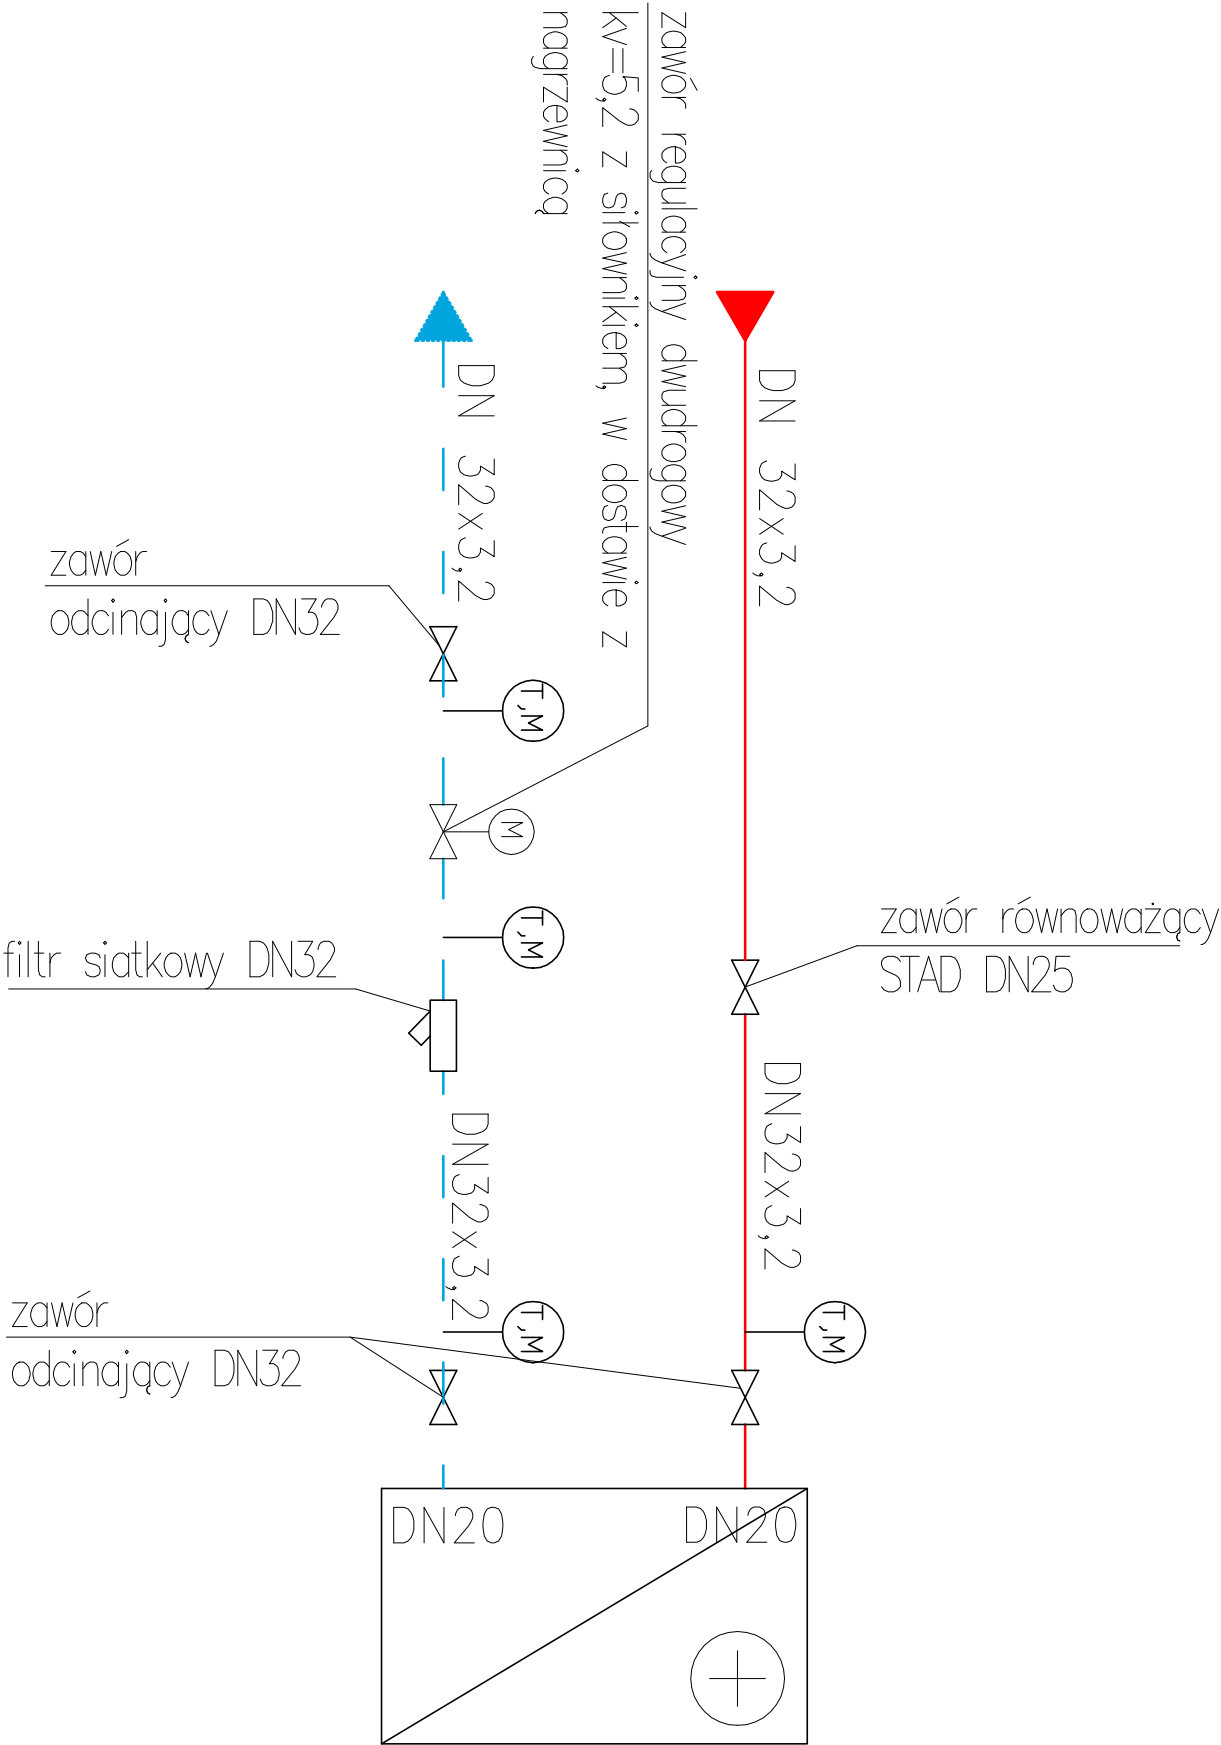 zawór regulacyjny dwudrogowy
kv=5,2 z siłownikiem, w dostawie z
nagrzewnicą
DN 32x3,2
DN 32x3,2
zawór
odcinający DN32
T,M
M
T,M
zawór równoważący
STAD DN25
filtr siatkowy DN32
DN32x3,2
DN32x3,2
zawór
odcinający DN32
T,M
T,M
DN20
DN20